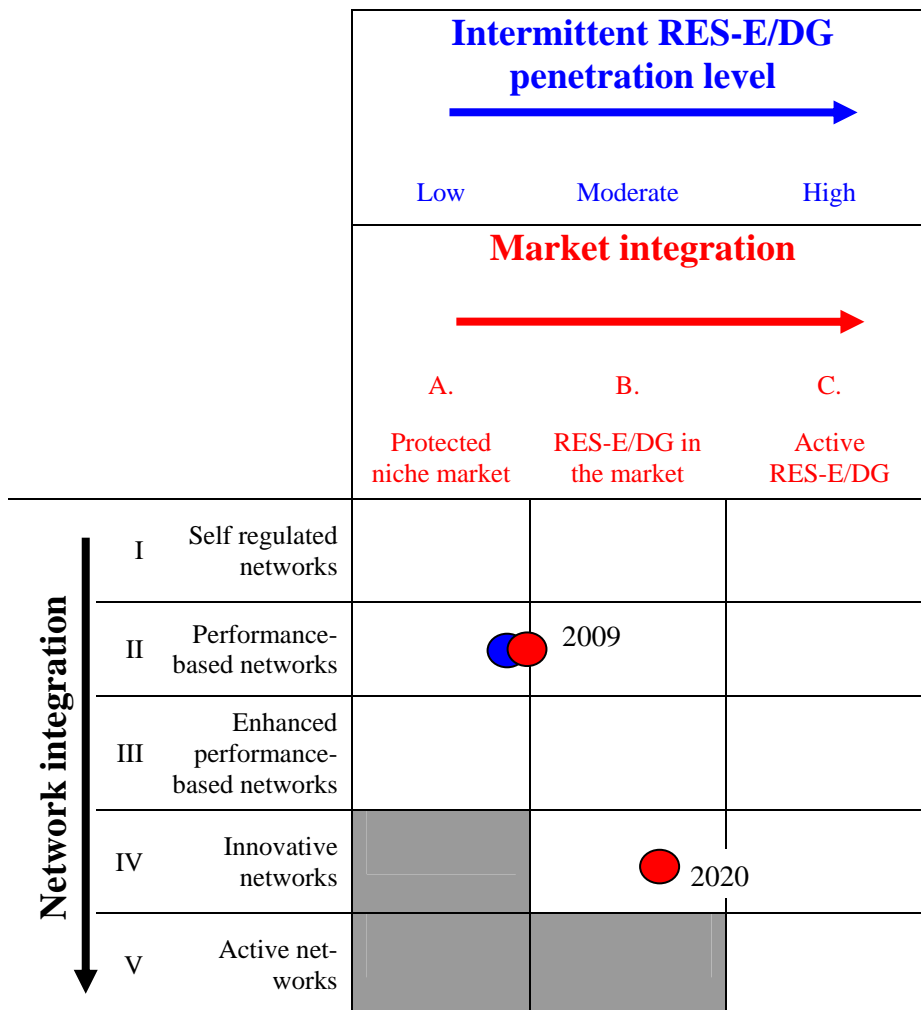 Intermittent RES-E/DG
penetration level
Low Moderate High
Market integration
A. B. C.
Protected
niche market
RES-E/DG in
the market
Active
RES-E/DG
Network integration
I
Self regulated
networks
II
Performance-
based networks
2009
III
Enhanced
performance-
based networks
IV
Innovative
networks
2020
V
Active net-
works